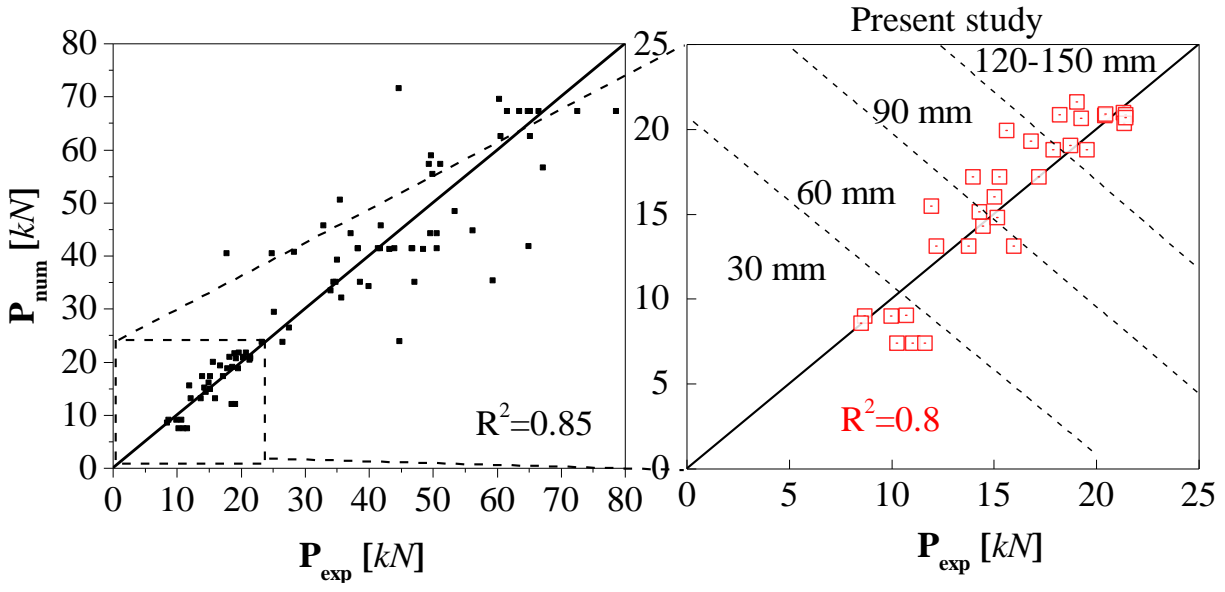 Present study
80
70
60
50
40
30
20
10
0
P_num [kN]
R²=0.85
0 10 20 30 40 50 60 70 80
P_exp [kN]
25
20
15
10
5
0
120-150 mm
90 mm
60 mm
30 mm
R²=0.8
0 5 10 15 20 25
P_exp [kN]